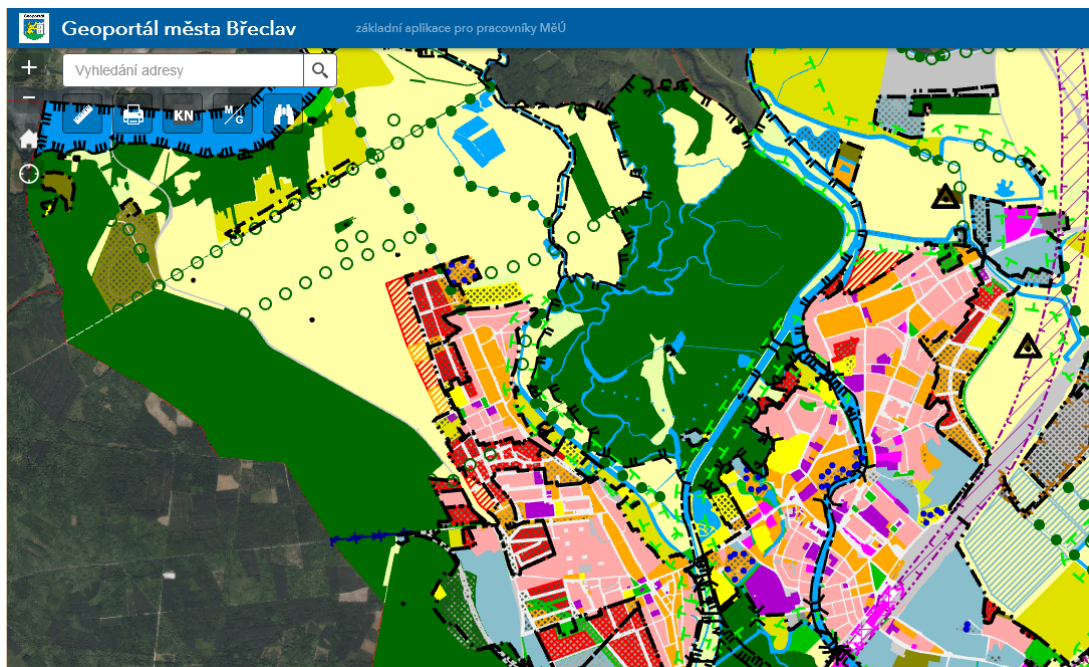 Geoportál města Břeclav
základní aplikace pro pracovníky MěÚ
+
Vyhledání adresy
−
KN
M/G